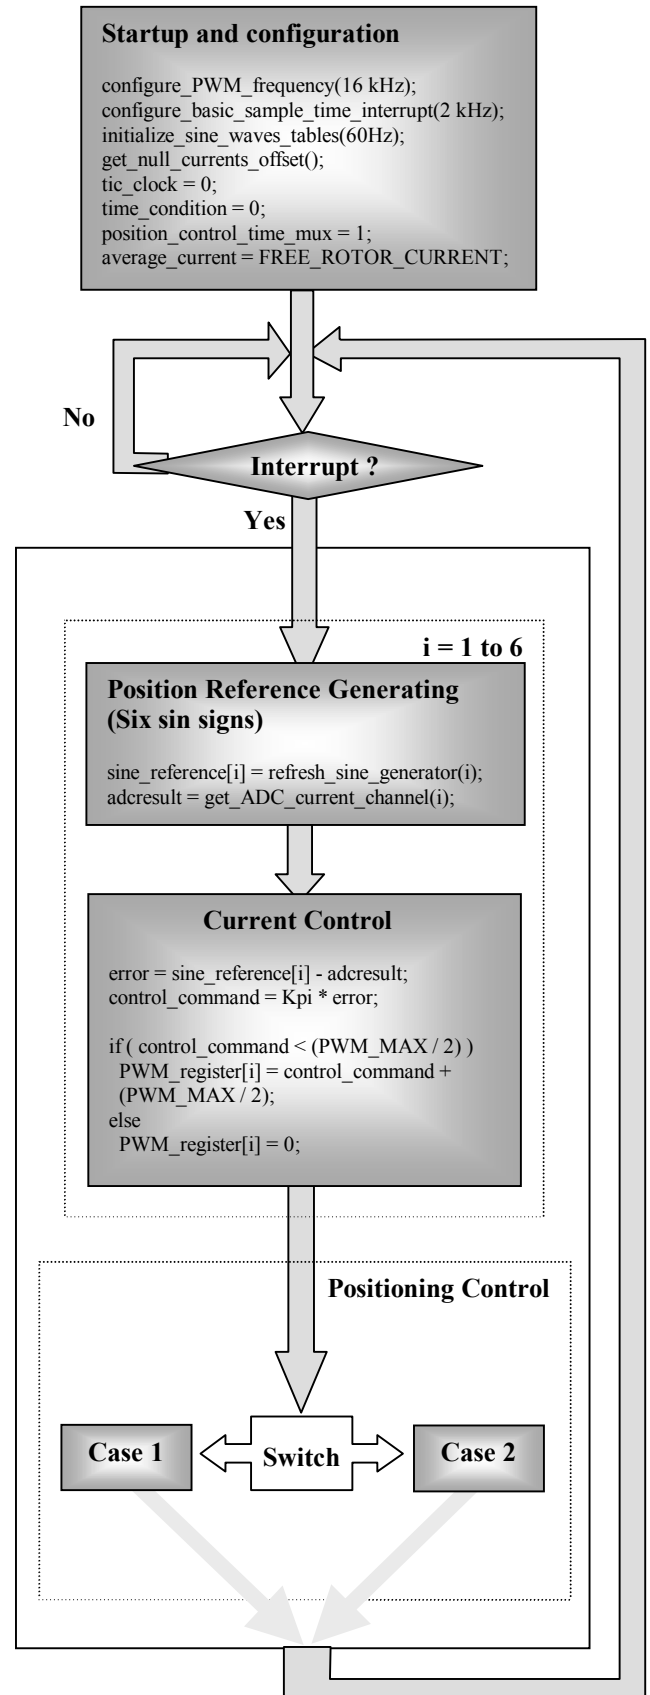 Startup and configuration
configure_PWM_frequency(16 kHz);
configure_basic_sample_time_interrupt(2 kHz);
initialize_sine_waves_tables(60Hz);
get_null_currents_offset();
tic_clock = 0;
time_condition = 0;
position_control_time_mux = 1;
average_current = FREE_ROTOR_CURRENT;
No
Interrupt ?
Yes
i = 1 to 6
Position Reference Generating
(Six sin signs)
sine_reference[i] = refresh_sine_generator(i);
adcresult = get_ADC_current_channel(i);
Current Control
error = sine_reference[i] - adcresult;
control_command = Kpi * error;
if ( control_command < (PWM_MAX / 2) )
PWM_register[i] = control_command +
(PWM_MAX / 2);
else
PWM_register[i] = 0;
Positioning Control
Case 1
Switch
Case 2